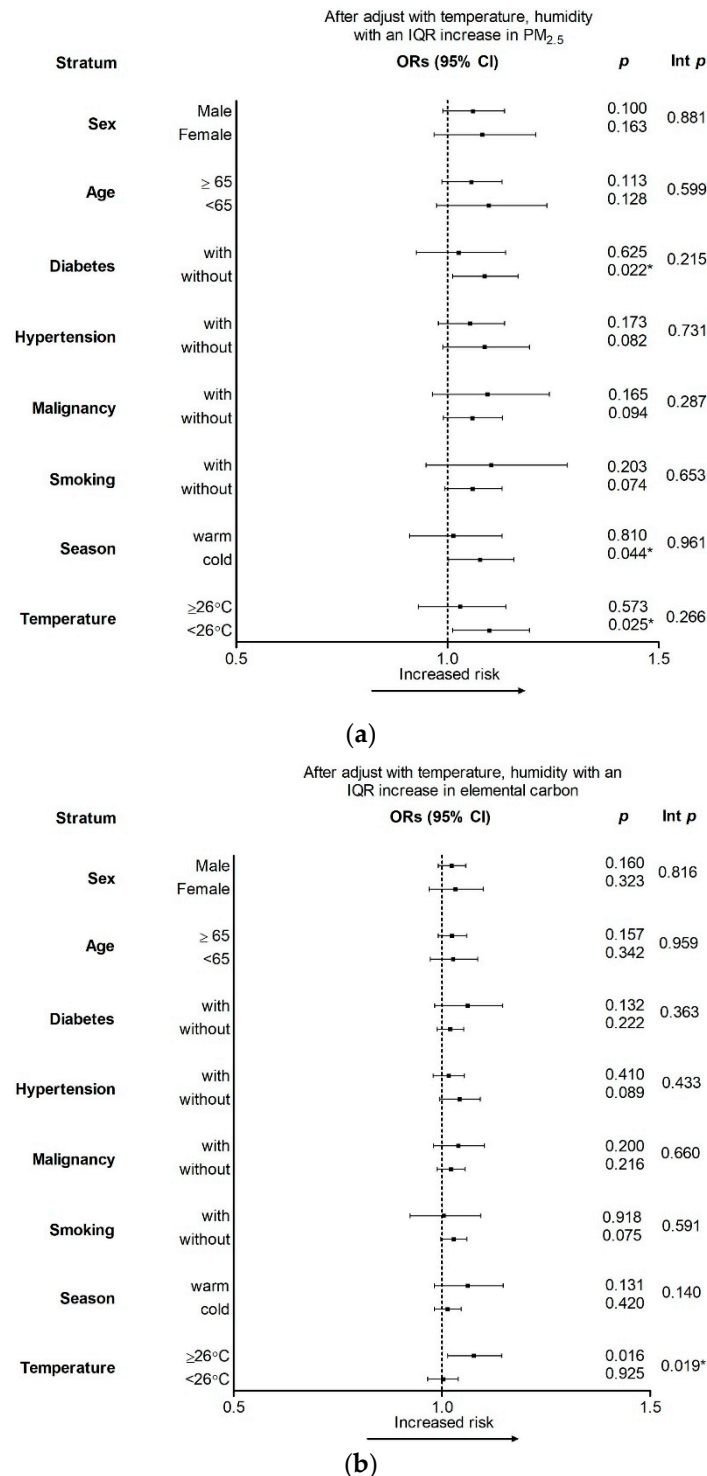 After adjust with temperature, humidity
with an IQR increase in PM2.5
Stratum ORs (95% CI) p Int p
Sex Male 0.100 0.881
Female 0.163
Age ≥ 65 0.113 0.599
<65 0.128
Diabetes with 0.625 0.215
without 0.022*
Hypertension with 0.173 0.731
without 0.082
Malignancy with 0.165 0.287
without 0.094
Smoking with 0.203 0.653
without 0.074
Season warm 0.810 0.961
cold 0.044*
Temperature ≥26°C 0.573 0.266
<26°C 0.025*
0.5 1.0 1.5
Increased risk
(a)
After adjust with temperature, humidity with an
IQR increase in elemental carbon
Stratum ORs (95% CI) p Int p
Sex Male 0.160 0.816
Female 0.323
Age ≥ 65 0.157 0.959
<65 0.342
Diabetes with 0.132 0.363
without 0.222
Hypertension with 0.410 0.433
without 0.089
Malignancy with 0.200 0.660
without 0.216
Smoking with 0.918 0.591
without 0.075
Season warm 0.131 0.140
cold 0.420
Temperature ≥26°C 0.016 0.019*
<26°C 0.925
0.5 1.0 1.5
Increased risk
(b)